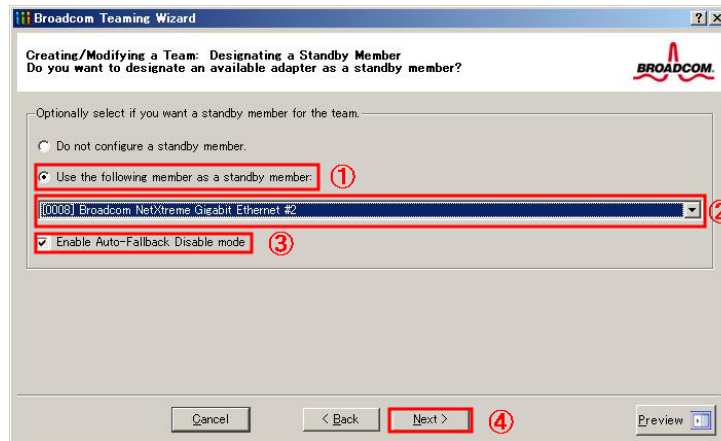 Broadcom Teaming Wizard
Creating/Modifying a Team: Designating a Standby Member
Do you want to designate an available adapter as a standby member?
BROADCOM.
Optionally select if you want a standby member for the team.
Do not configure a standby member.
Use the following member as a standby member: ①
[[0008] Broadcom NetXtreme Gigabit Ethernet #2 ②
Enable Auto-Fallback Disable mode ③
Cancel < Back Next > ④ Preview